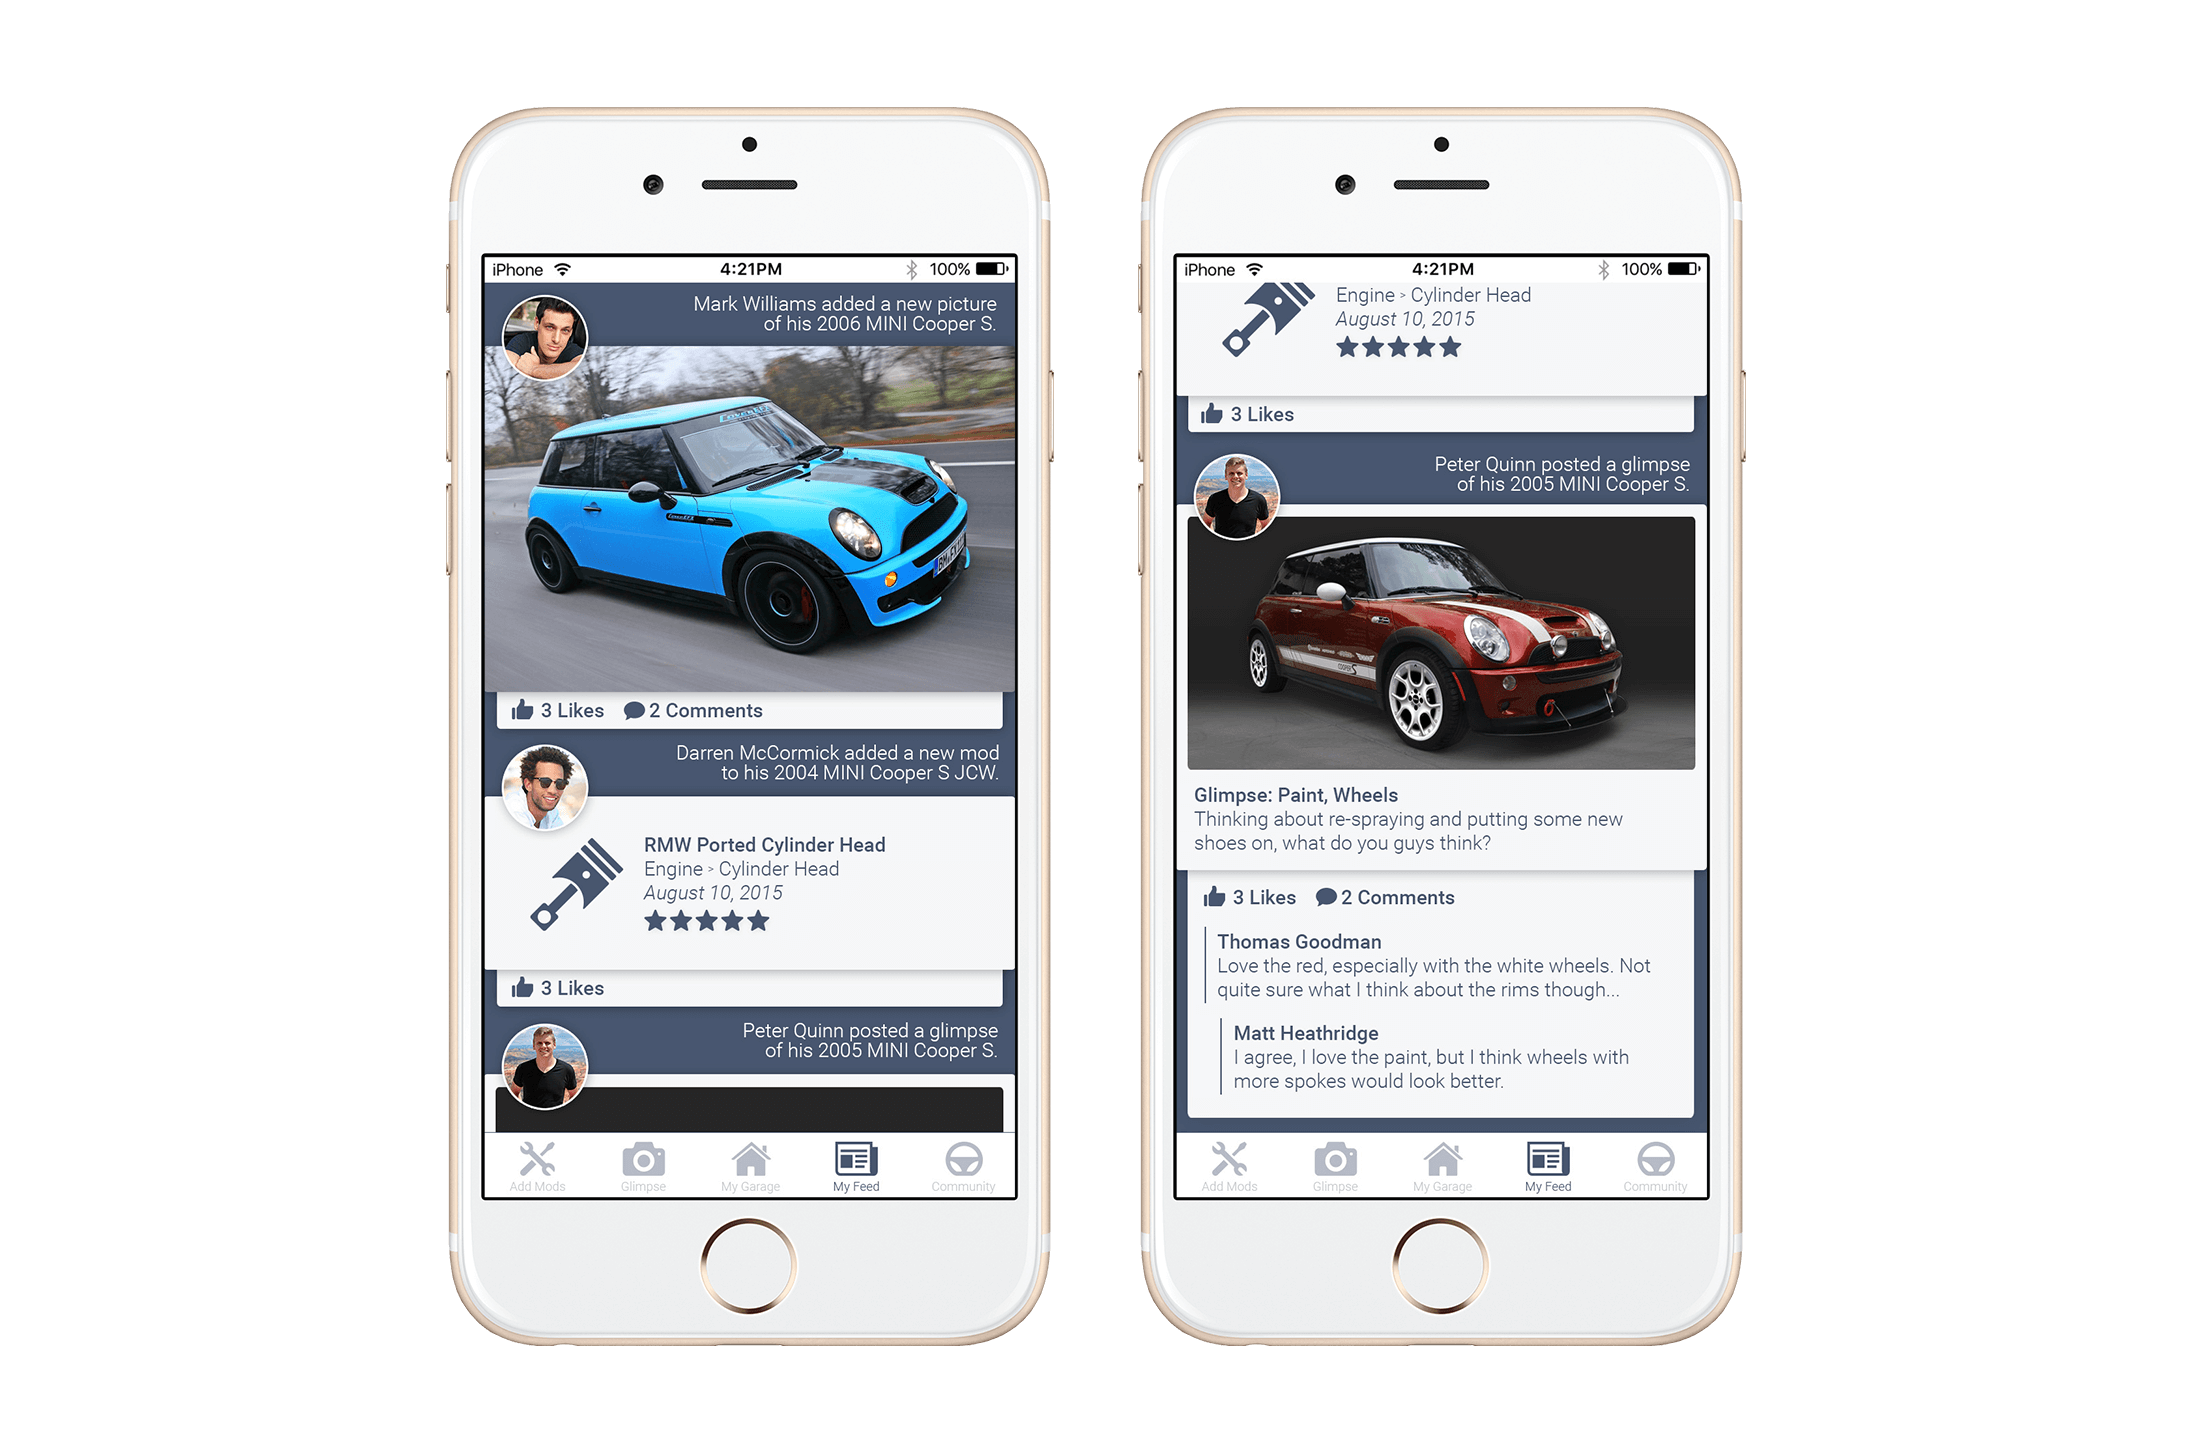 iPhone 4:21PM 100%
Mark Williams added a new picture
of his 2006 MINI Cooper S.
3 Likes 2 Comments
Darren McCormick added a new mod
to his 2004 MINI Cooper S JCW.
RMW Ported Cylinder Head
Engine > Cylinder Head
August 10, 2015
3 Likes
Peter Quinn posted a glimpse
of his 2005 MINI Cooper S.
Add Mods Glimpse My Garage My Feed Community
iPhone 4:21PM 100%
Engine > Cylinder Head
August 10, 2015
3 Likes
Peter Quinn posted a glimpse
of his 2005 MINI Cooper S.
COOPER S
Glimpse: Paint, Wheels
Thinking about re-spraying and putting some new
shoes on, what do you guys think?
3 Likes 2 Comments
Thomas Goodman
Love the red, especially with the white wheels. Not
quite sure what I think about the rims though...
Matt Heathridge
I agree, I love the paint, but I think wheels with
more spokes would look better.
Add Mods Glimpse My Garage My Feed Community